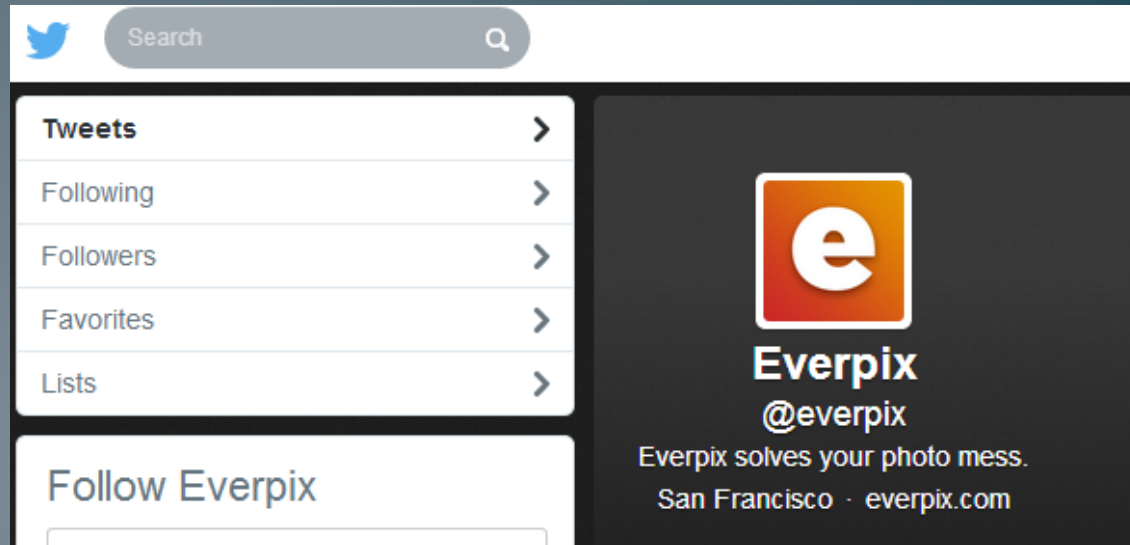 Search
Tweets
Following
Followers
Favorites
Lists
Follow Everpix
e
Everpix
@everpix
Everpix solves your photo mess.
San Francisco · everpix.com